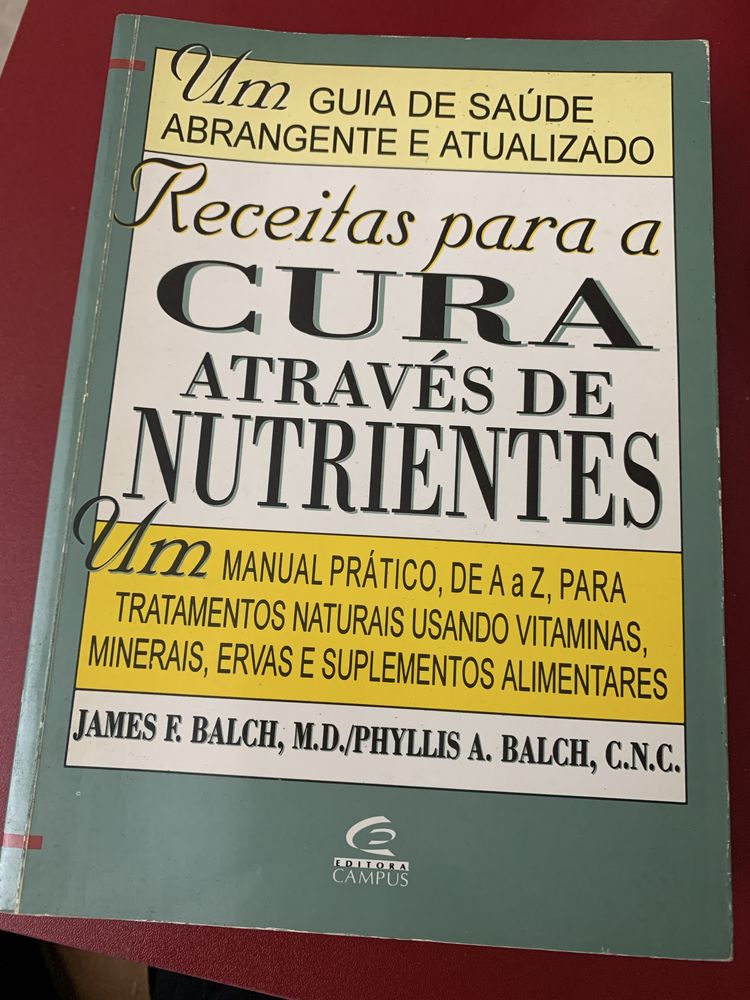 Um GUIA DE SAÚDE
ABRANGENTE E ATUALIZADO
Receitas para a
CURA
ATRAVÉS DE
NUTRIENTES
Um MANUAL PRÁTICO, DE A a Z, PARA
TRATAMENTOS NATURAIS USANDO VITAMINAS,
MINERAIS, ERVAS E SUPLEMENTOS ALIMENTARES
JAMES F. BALCH, M.D./PHYLLIS A. BALCH, C.N.C.
EDITORA
CAMPUS